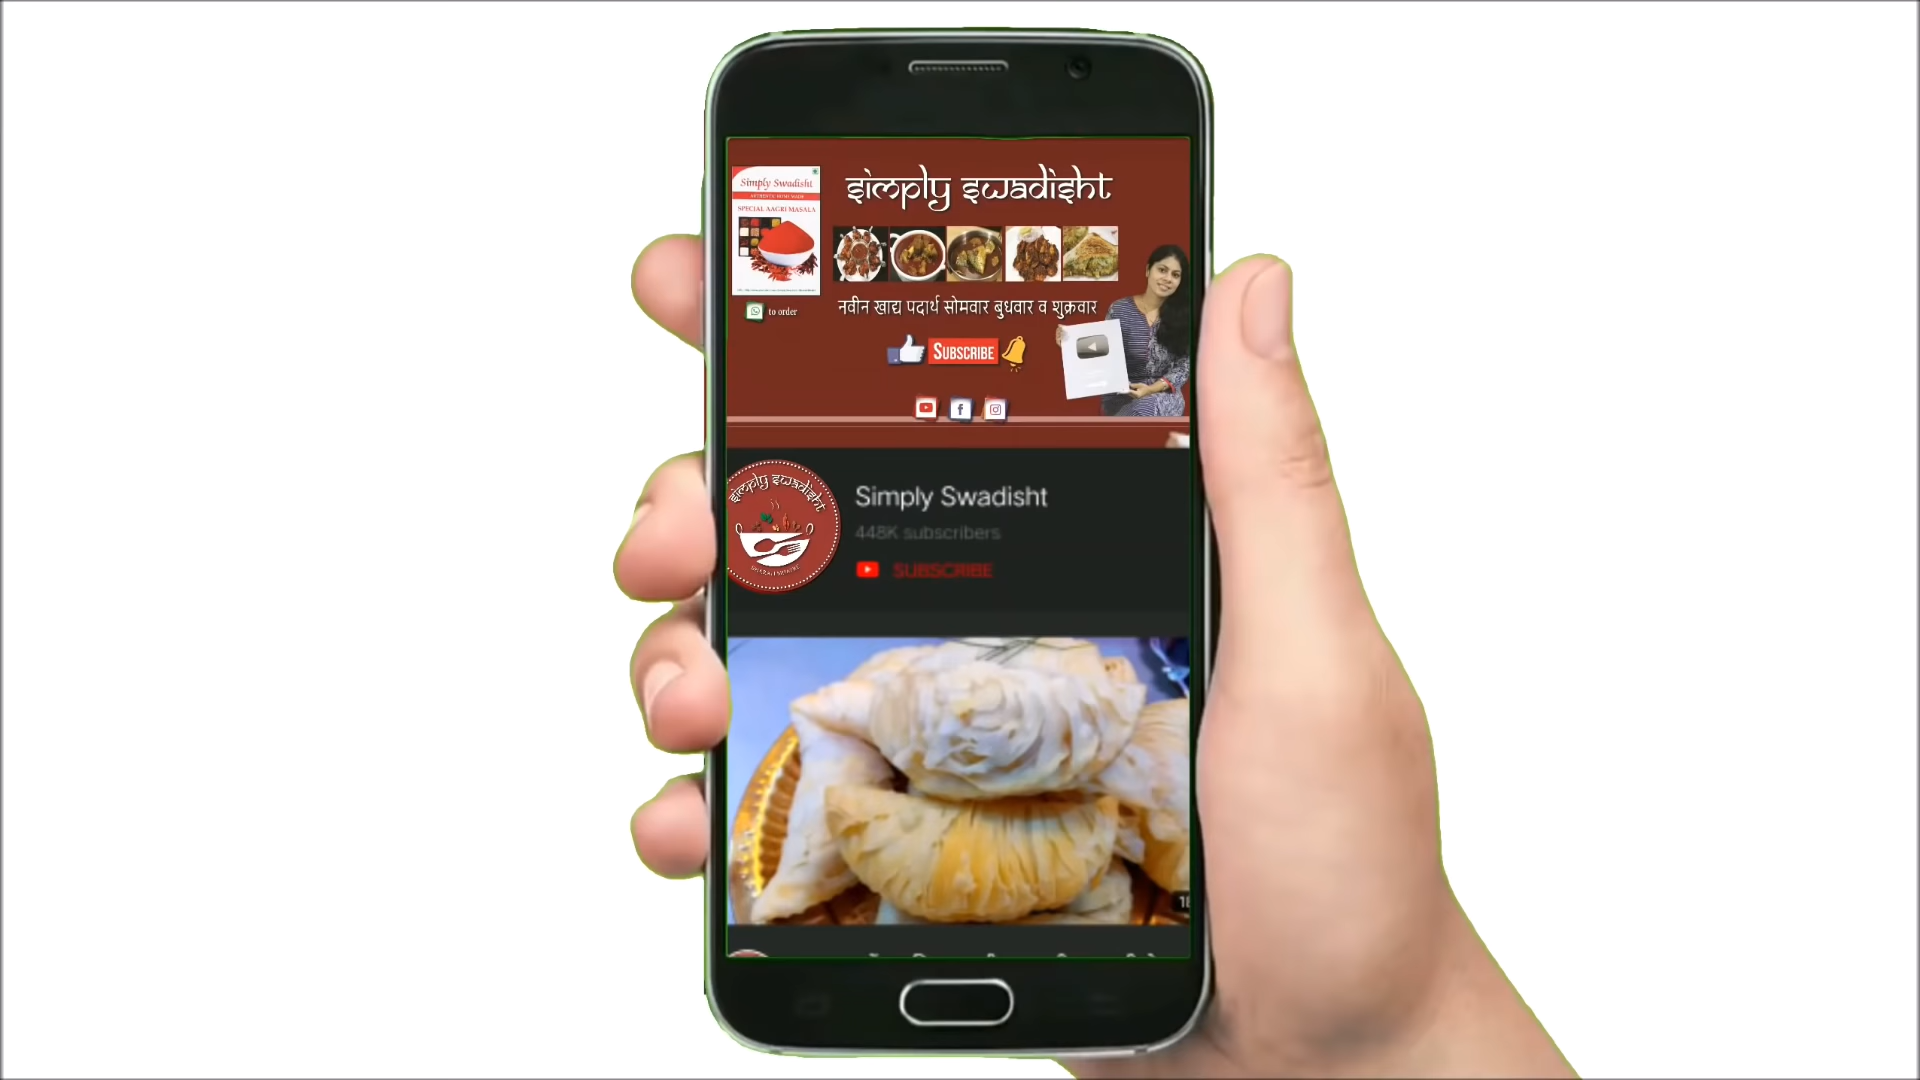 simply swadisht
Simply Swadisht
SPECIAL AAGRI MASALA
to order
नवीन खाद्य पदार्थ सोमवार बुधवार व शुक्रवार
SUBSCRIBE
simply swadisht
Simply Swadisht
448K subscribers
SUBSCRIBE